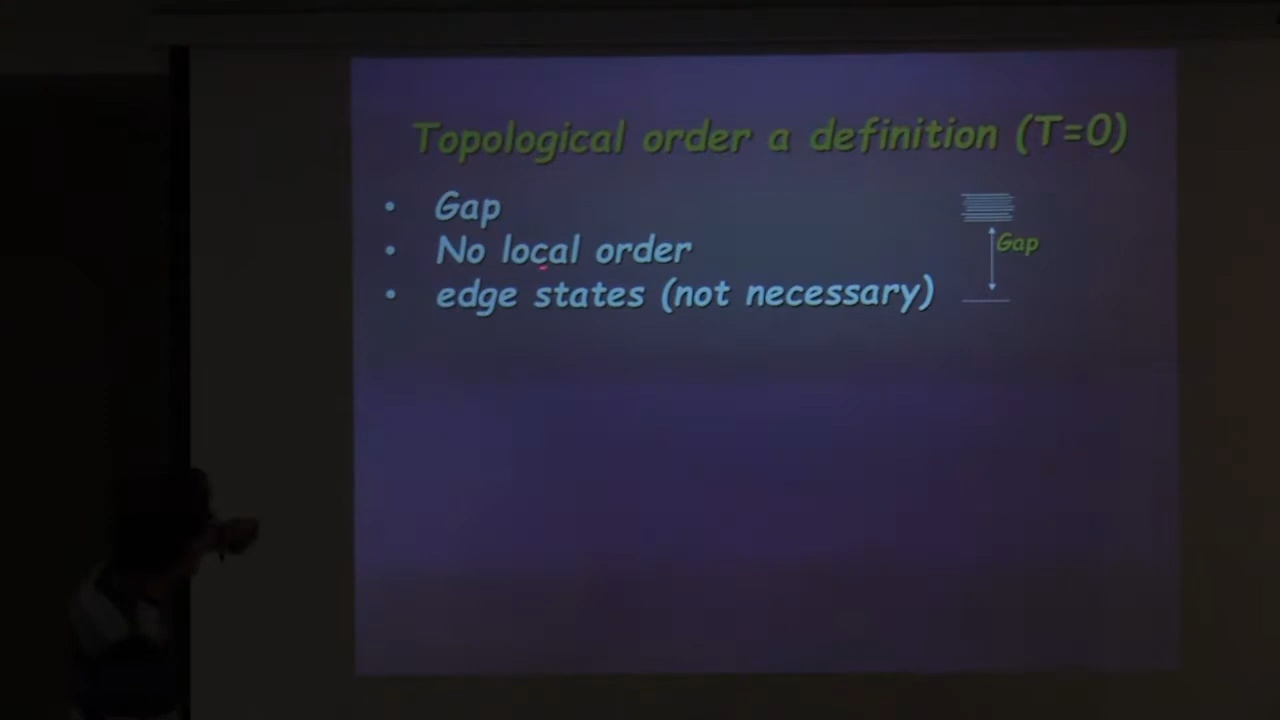 Topological order a definition (T=0)
• Gap
• No local order
• edge states (not necessary)
Gap